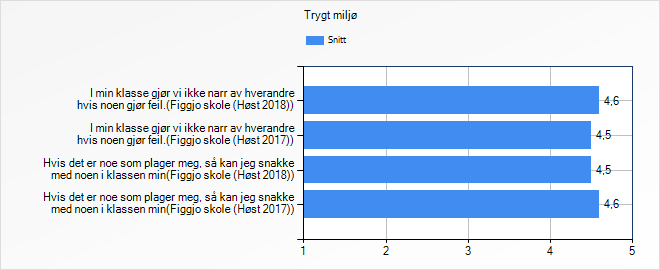 Trygt miljø
Snitt
I min klasse gjør vi ikke narr av hverandre
hvis noen gjør feil.(Figgjo skole (Høst 2018))
4,6
I min klasse gjør vi ikke narr av hverandre
hvis noen gjør feil.(Figgjo skole (Høst 2017))
4,5
Hvis det er noe som plager meg, så kan jeg snakke
med noen i klassen min(Figgjo skole (Høst 2018))
4,5
Hvis det er noe som plager meg, så kan jeg snakke
med noen i klassen min(Figgjo skole (Høst 2017))
4,6
1 2 3 4 5